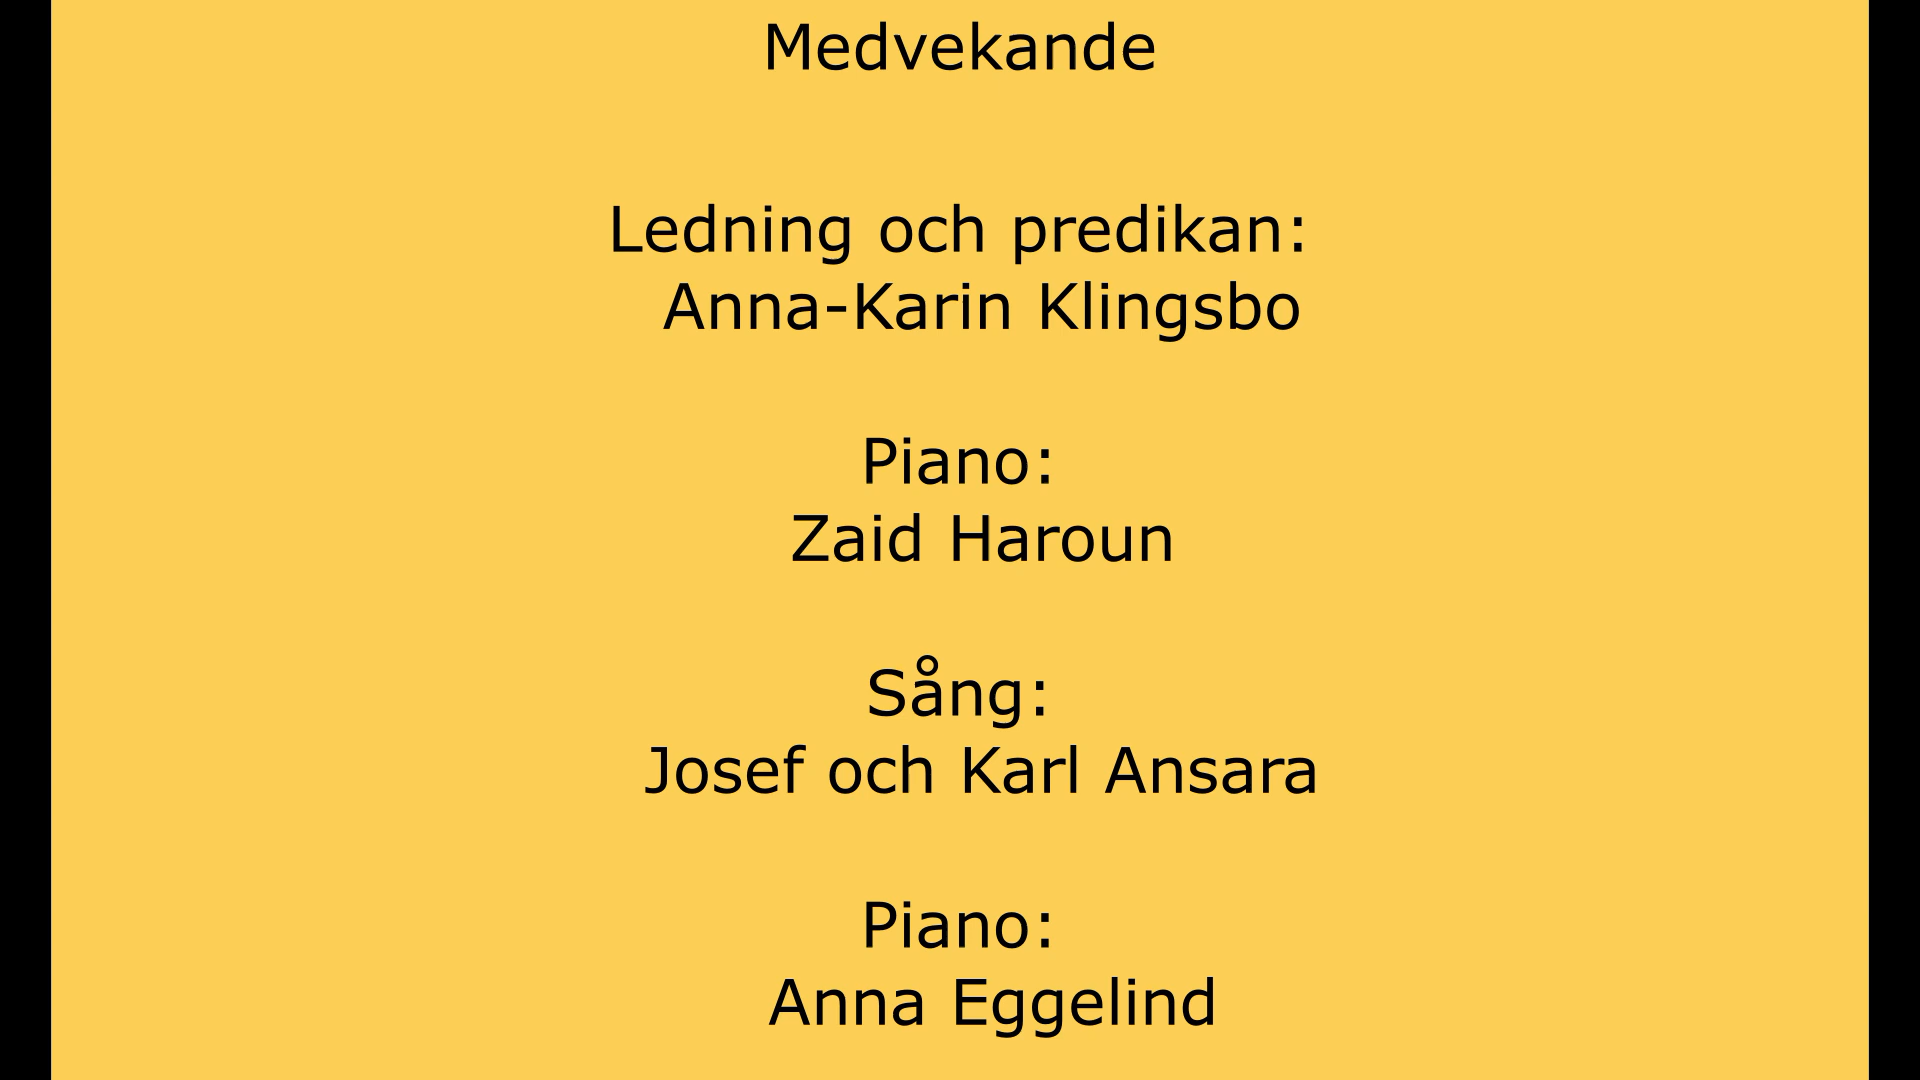 Medvekande
Ledning och predikan:
Anna-Karin Klingsbo
Piano:
Zaid Haroun
Sång:
Josef och Karl Ansara
Piano:
Anna Eggelind